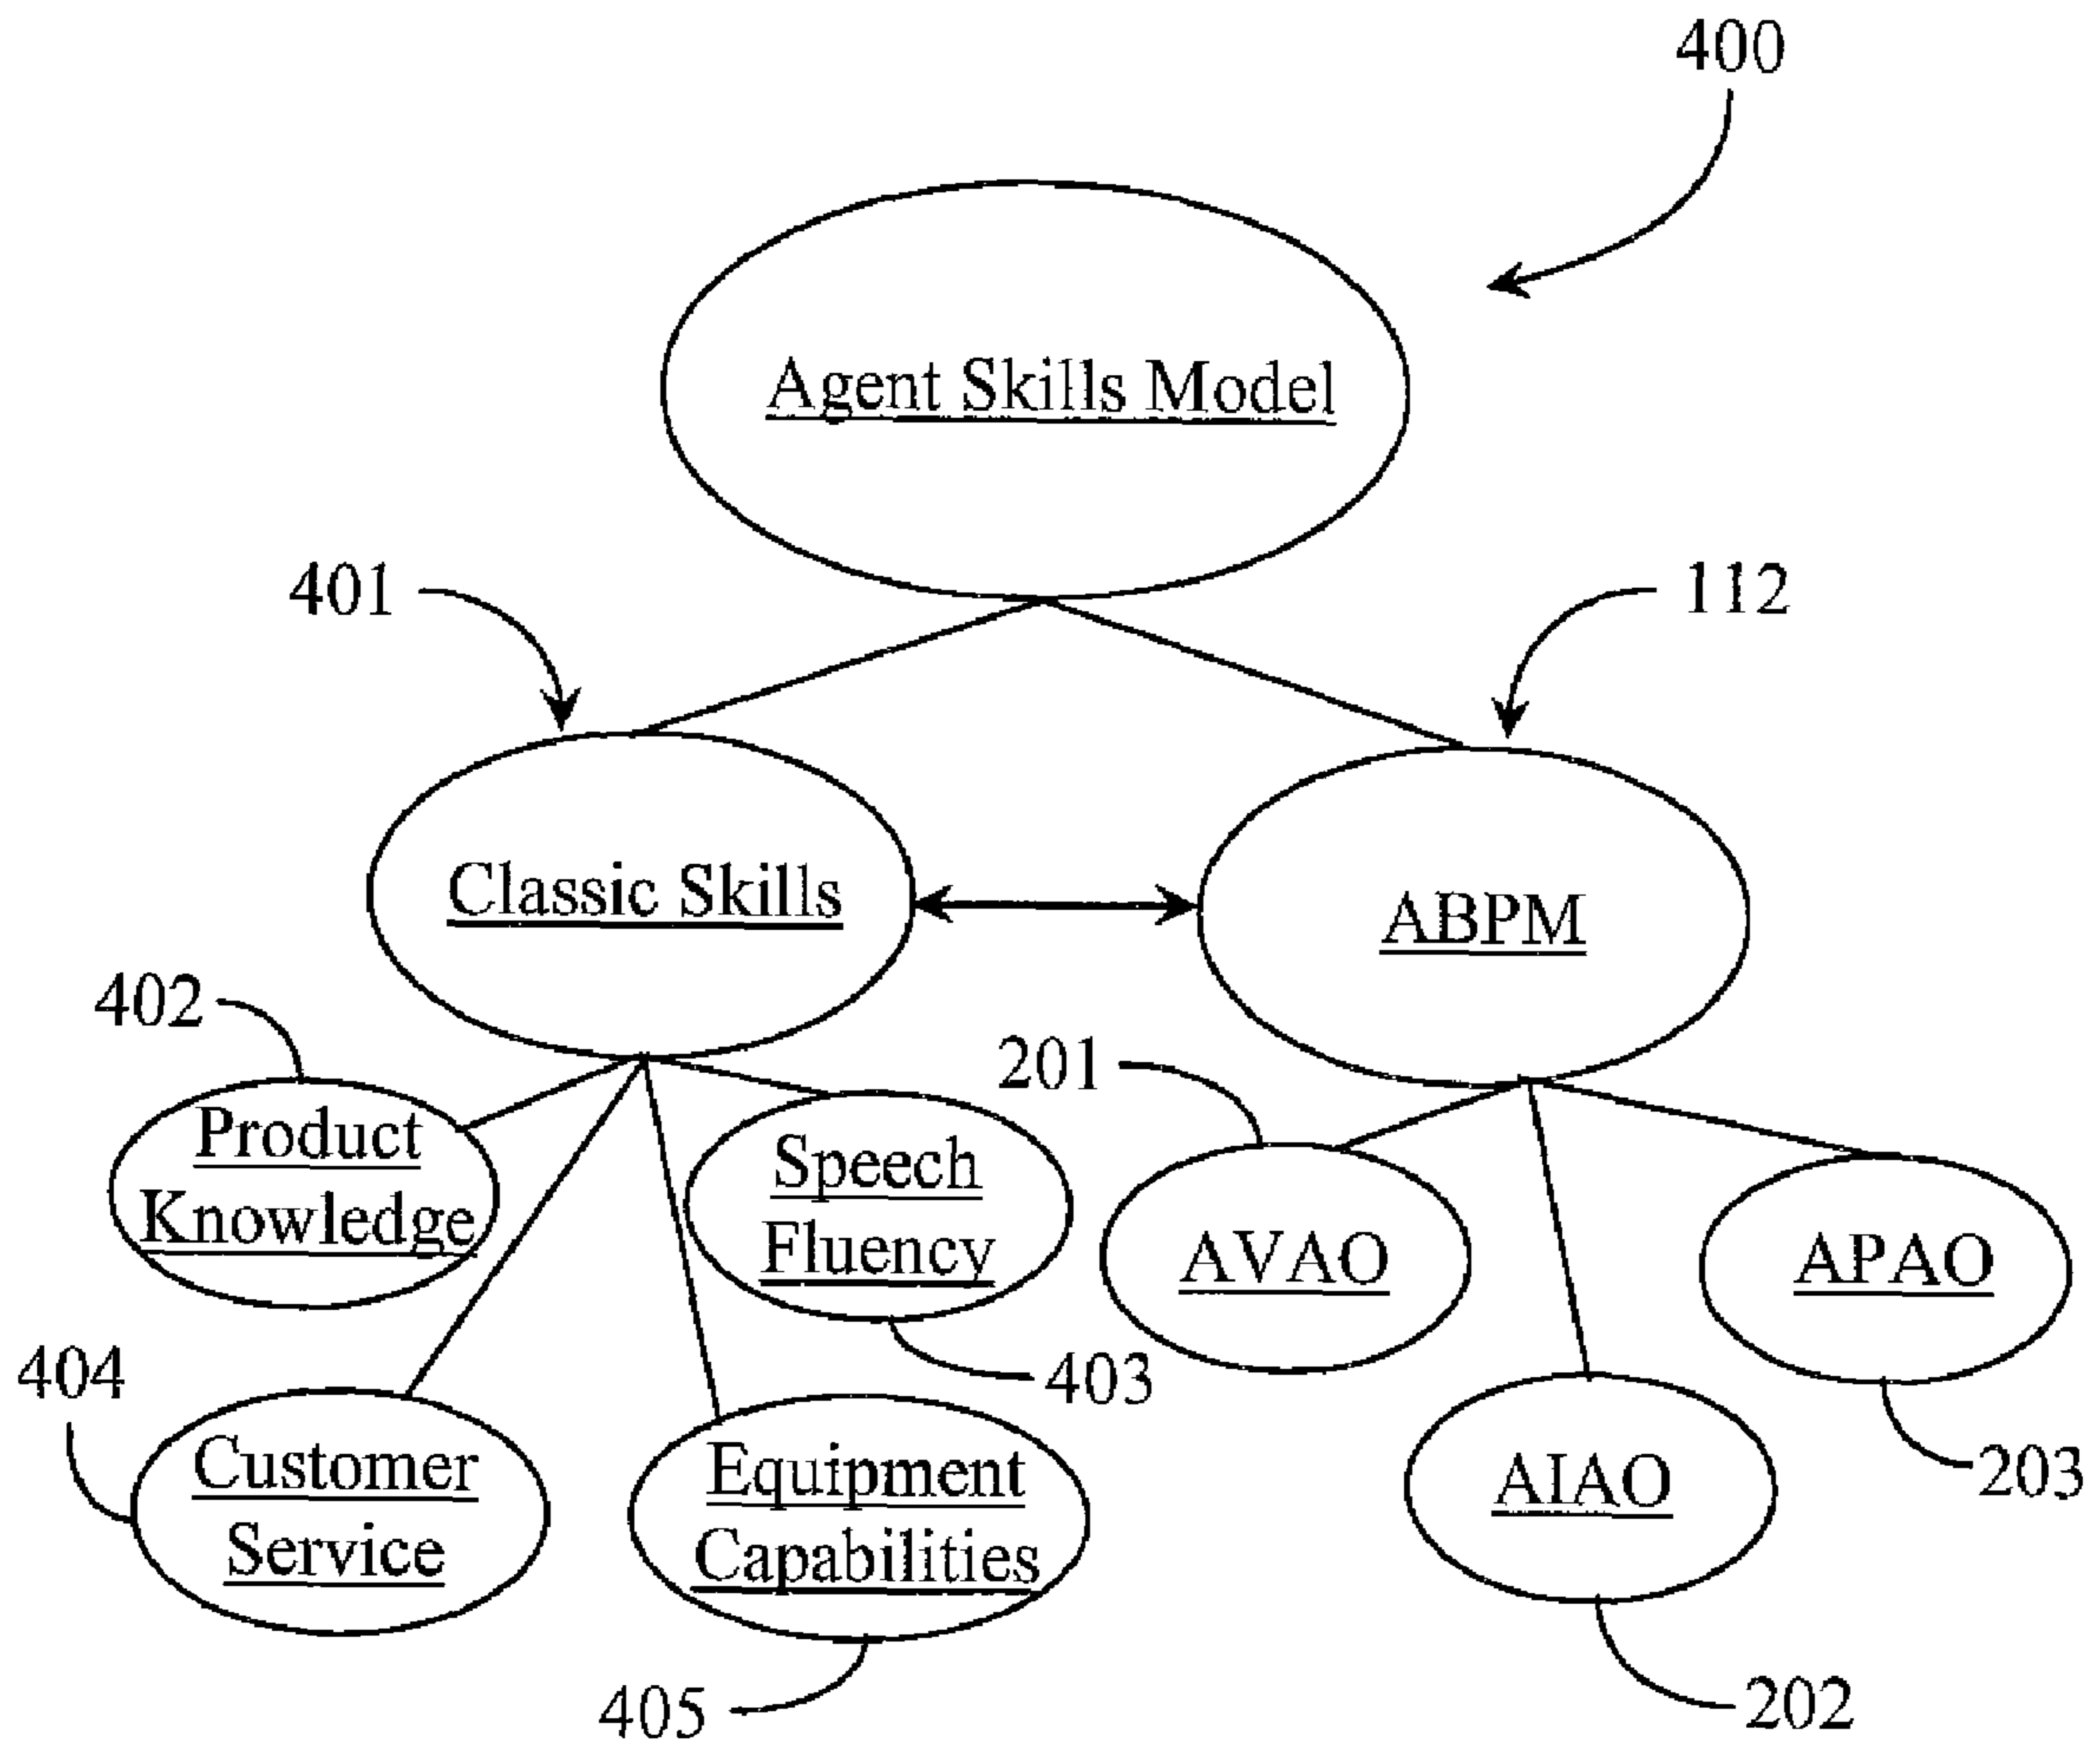 400
Agent Skills Model
401
112
Classic Skills
ABPM
402
201
Product
Knowledge
Speech
Fluency
AVAO
APAO
404
403
Customer
Service
Equipment
Capabilities
AIAO
203
405
202